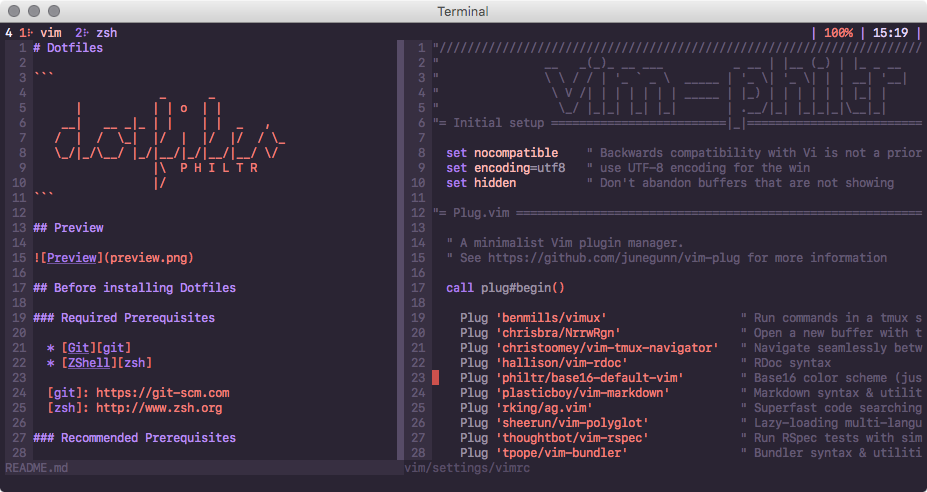 Terminal
4 1 vim 2 zsh | 100% | 15:19 |
1 # Dotfiles
2
3 ```
4
5
6
7
8
9 P H I L T R
10
11 ```
12
13 ## Preview
14
15 ![Preview](preview.png)
16
17 ## Before installing Dotfiles
18
19 ### Required Prerequisites
20
21 * [Git][git]
22 * [ZShell][zsh]
23
24 [git]: https://git-scm.com
25 [zsh]: http://www.zsh.org
26
27 ### Recommended Prerequisites
28
README.md
1 "////////////////////////////////////////////////////////////////////////
2 "
3 "
4 "
5 "
6 "= Initial setup ==========================|_|==========================
7
8 set nocompatible " Backwards compatibility with Vi is not a prior
9 set encoding=utf8 " use UTF-8 encoding for the win
10 set hidden " Don't abandon buffers that are not showing
11
12 "= Plug.vim ============================================================
13
14 " A minimalist Vim plugin manager.
15 " See https://github.com/junegunn/vim-plug for more information
16
17 call plug#begin()
18
19 Plug 'benmills/vimux' " Run commands in a tmux s
20 Plug 'chrisbra/NrrwRgn' " Open a new buffer with t
21 Plug 'christoomey/vim-tmux-navigator' " Navigate seamlessly betw
22 Plug 'hallison/vim-rdoc' " RDoc syntax
23 Plug 'philtr/base16-default-vim' " Base16 color scheme (jus
24 Plug 'plasticboy/vim-markdown' " Markdown syntax & utilit
25 Plug 'rking/ag.vim' " Superfast code searching
26 Plug 'sheerun/vim-polyglot' " Lazy-loading multi-langu
27 Plug 'thoughtbot/vim-rspec' " Run RSpec tests with sim
28 Plug 'tpope/vim-bundler' " Bundler syntax & utiliti
vim/settings/vimrc